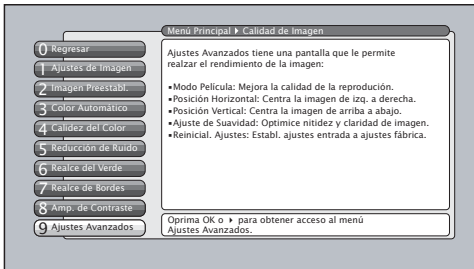 Menú Principal ▸ Calidad de Imagen
0 Regresar
1 Ajustes de Imagen
2 Imagen Preestabl.
3 Color Automático
4 Calidez del Color
5 Reducción de Ruido
6 Realce del Verde
7 Realce de Bordes
8 Amp. de Contraste
9 Ajustes Avanzados
Ajustes Avanzados tiene una pantalla que le permite
realzar el rendimiento de la imagen:
▪Modo Película: Mejora la calidad de la reprodución.
▪Posición Horizontal: Centra la imagen de izq. a derecha.
▪Posición Vertical: Centra la imagen de arriba a abajo.
▪Ajuste de Suavidad: Optimice nitidez y claridad de imagen.
▪Reinicial. Ajustes: Establ. ajustes entrada a ajustes fábrica.
Oprima OK o ▸ para obtener acceso al menú
Ajustes Avanzados.